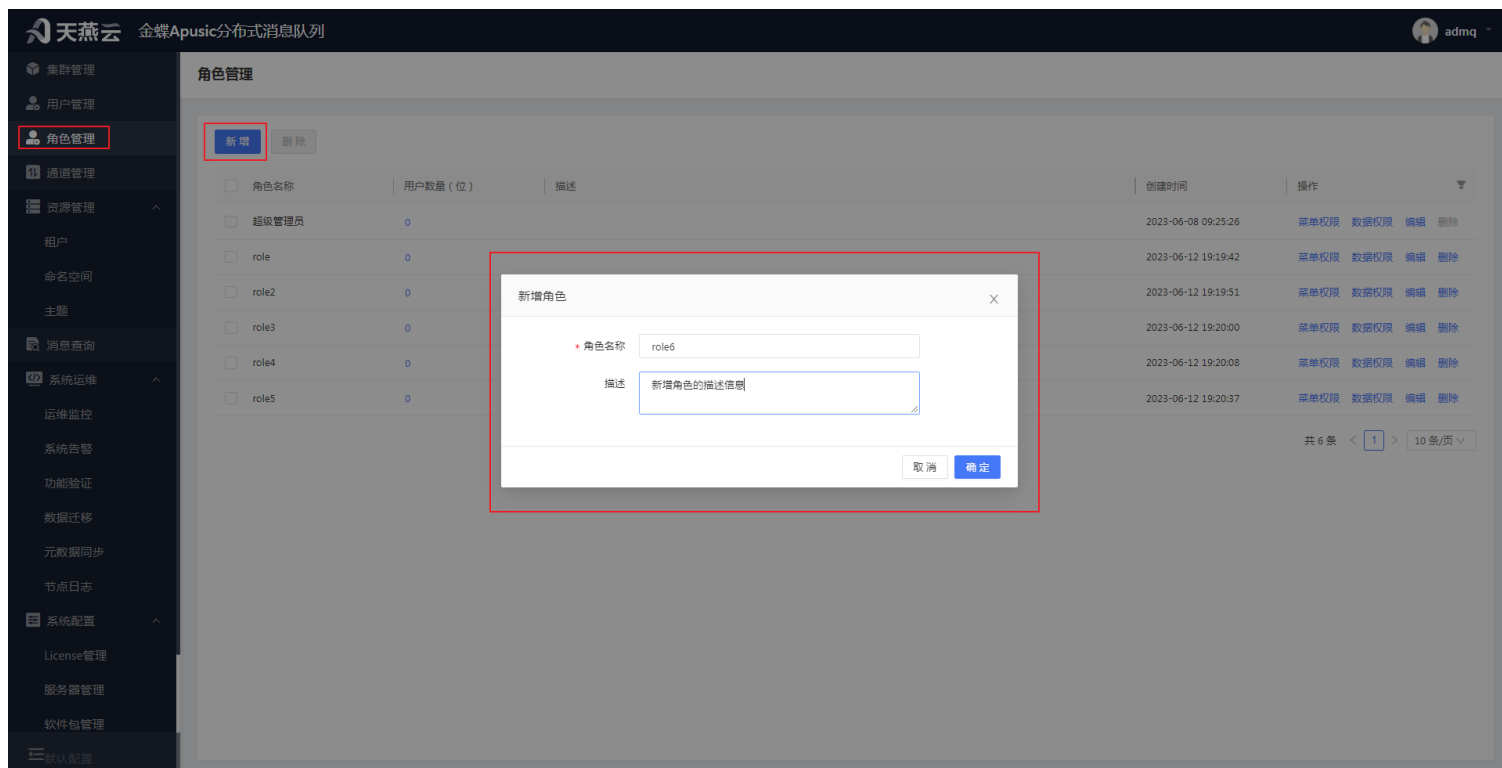 天燕云 金蝶Apusic分布式消息队列
admq
集群管理
用户管理
角色管理
通道管理
资源管理
租户
命名空间
主题
消息查询
系统运维
运维监控
系统告警
功能验证
数据迁移
元数据同步
节点日志
系统配置
License管理
服务器管理
软件包管理
默认配置
角色管理
新增 删除
角色名称 用户数量（位） 描述 创建时间 操作
超级管理员 0 2023-06-08 09:25:26 菜单权限 数据权限 编辑 删除
role 0 2023-06-12 19:19:42 菜单权限 数据权限 编辑 删除
role2 0 2023-06-12 19:19:51 菜单权限 数据权限 编辑 删除
role3 0 2023-06-12 19:20:00 菜单权限 数据权限 编辑 删除
role4 0 2023-06-12 19:20:08 菜单权限 数据权限 编辑 删除
role5 0 2023-06-12 19:20:37 菜单权限 数据权限 编辑 删除
共 6 条 < 1 > 10 条/页
新增角色
* 角色名称 role6
描述 新增角色的描述信息
取消 确定